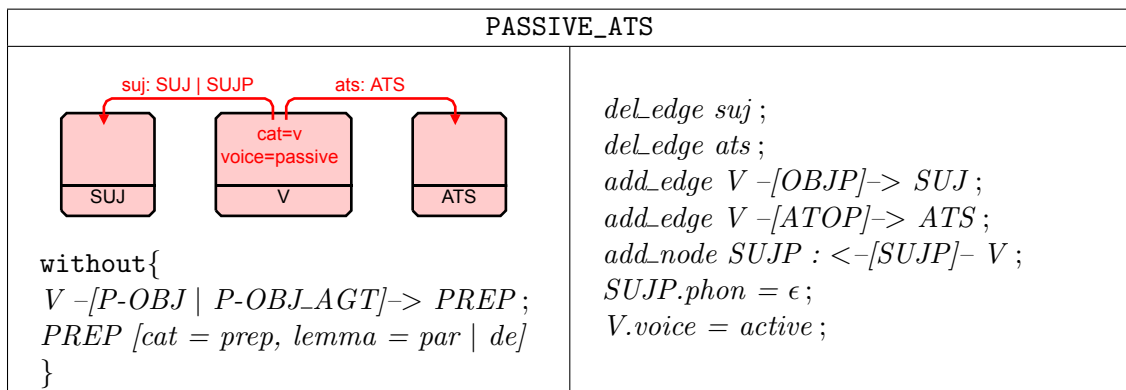 PASSIVE_ATS
suj: SUJ | SUJP
ats: ATS
cat=v
voice=passive
SUJ
V
ATS
without{
V –[P-OBJ | P-OBJ_AGT]–> PREP ;
PREP [cat = prep, lemma = par | de]
}
del_edge suj ;
del_edge ats ;
add_edge V –[OBJP]–> SUJ ;
add_edge V –[ATOP]–> ATS ;
add_node SUJP : <–[SUJP]– V ;
SUJP.phon = ϵ ;
V.voice = active ;